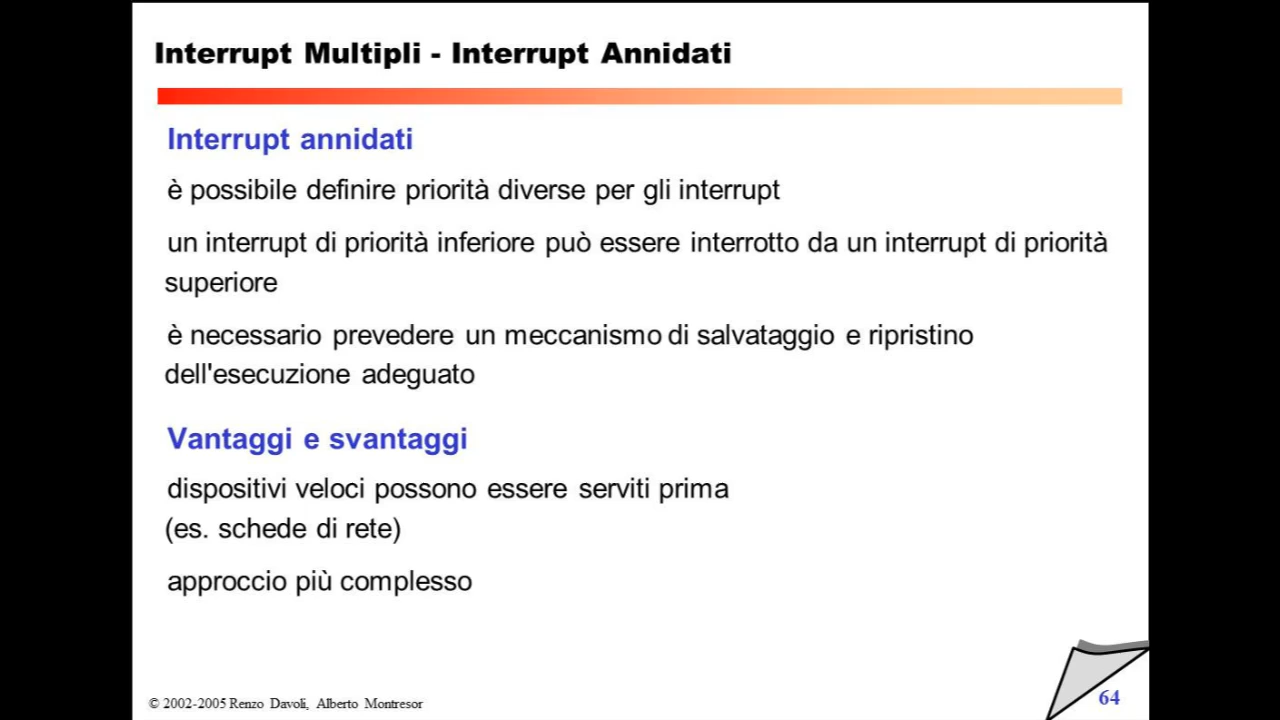 Interrupt Multipli - Interrupt Annidati
Interrupt annidati
è possibile definire priorità diverse per gli interrupt
un interrupt di priorità inferiore può essere interrotto da un interrupt di priorità
superiore
è necessario prevedere un meccanismo di salvataggio e ripristino
dell'esecuzione adeguato
Vantaggi e svantaggi
dispositivi veloci possono essere serviti prima
(es. schede di rete)
approccio più complesso
© 2002-2005 Renzo Davoli, Alberto Montresor
64